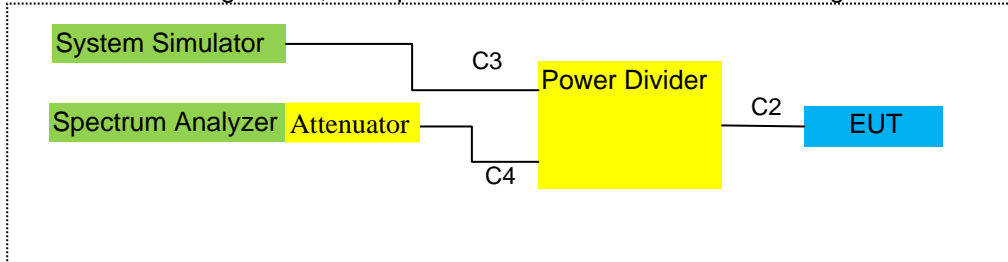 System Simulator
C3
Power Divider
C2
Spectrum Analyzer
Attenuator
EUT
C4